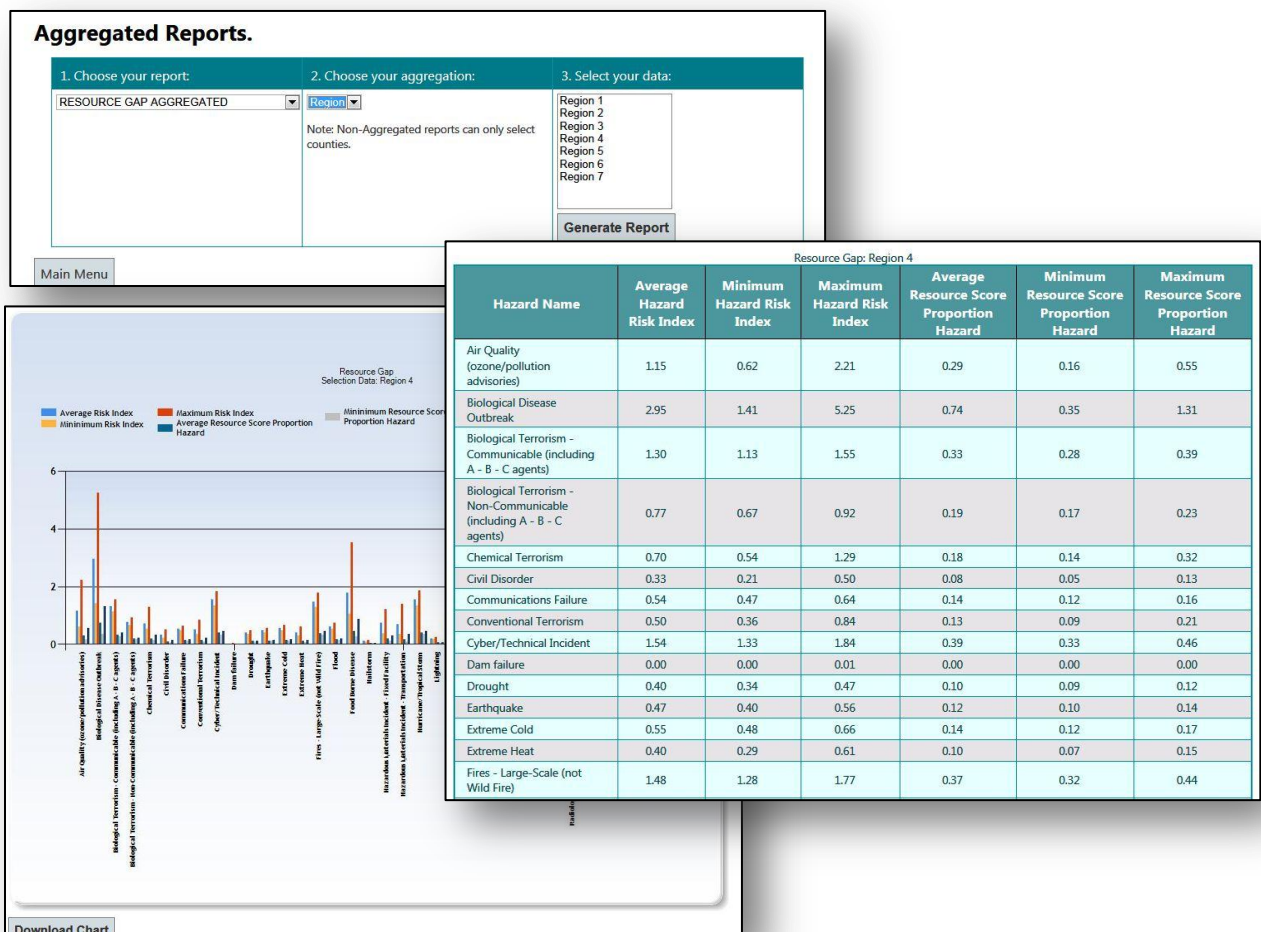 Aggregated Reports.
1. Choose your report:
2. Choose your aggregation:
3. Select your data:
RESOURCE GAP AGGREGATED
Region
Note: Non-Aggregated reports can only select
counties.
Region 1
Region 2
Region 3
Region 4
Region 5
Region 6
Region 7
Generate Report
Main Menu
Resource Gap: Region 4
Hazard Name
Average
Hazard
Risk Index
Minimum
Hazard Risk
Index
Maximum
Hazard Risk
Index
Average
Resource Score
Proportion
Hazard
Minimum
Resource Score
Proportion
Hazard
Maximum
Resource Score
Proportion
Hazard
Air Quality
(ozone/pollution
advisories)
1.15 0.62 2.21 0.29 0.16 0.55
Biological Disease
Outbreak
2.95 1.41 5.25 0.74 0.35 1.31
Biological Terrorism -
Communicable (including
A - B - C agents)
1.30 1.13 1.55 0.33 0.28 0.39
Biological Terrorism -
Non-Communicable
(including A - B - C
agents)
0.77 0.67 0.92 0.19 0.17 0.23
Chemical Terrorism 0.70 0.54 1.29 0.18 0.14 0.32
Civil Disorder 0.33 0.21 0.50 0.08 0.05 0.13
Communications Failure 0.54 0.47 0.64 0.14 0.12 0.16
Conventional Terrorism 0.50 0.36 0.84 0.13 0.09 0.21
Cyber/Technical Incident 1.54 1.33 1.84 0.39 0.33 0.46
Dam failure 0.00 0.00 0.01 0.00 0.00 0.00
Drought 0.40 0.34 0.47 0.10 0.09 0.12
Earthquake 0.47 0.40 0.56 0.12 0.10 0.14
Extreme Cold 0.55 0.48 0.66 0.14 0.12 0.17
Extreme Heat 0.40 0.29 0.61 0.10 0.07 0.15
Fires - Large-Scale (not
Wild Fire)
1.48 1.28 1.77 0.37 0.32 0.44
Resource Gap
Selection Data: Region 4
Average Risk Index
Mininimum Risk Index
Maximum Risk Index
Average Resource Score Proportion
Hazard
Mininimum Resource Score
Proportion Hazard
6
4
2
0
Air Quality (ozone/pollution advisories)
Biological Disease Outbreak
Biological Terrorism - Communicable (including A - B - C agents)
Biological Terrorism - Non-Communicable (including A - B - C agents)
Chemical Terrorism
Civil Disorder
Communications Failure
Conventional Terrorism
Cyber/Technical Incident
Dam failure
Drought
Earthquake
Extreme Cold
Extreme Heat
Fires - Large-Scale (not Wild Fire)
Flood
Food Borne Disease
Hailstorm
Hazardous Materials Incident - Fixed Facility
Hazardous Materials Incident - Transportation
Hurricane/Tropical Storm
Lightning
Download Chart